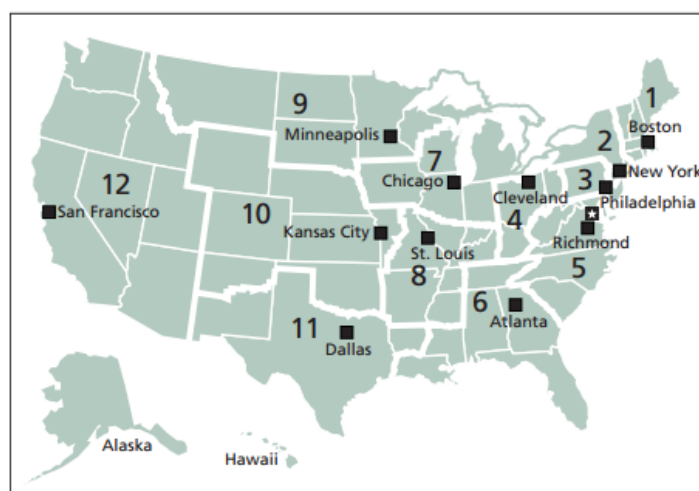 1
Boston
2
9
Minneapolis
New York
7
3
12
Chicago
Cleveland
Philadelphia
San Francisco
10
4
Kansas City
St. Louis
Richmond
8
5
6
11
Atlanta
Dallas
Alaska
Hawaii